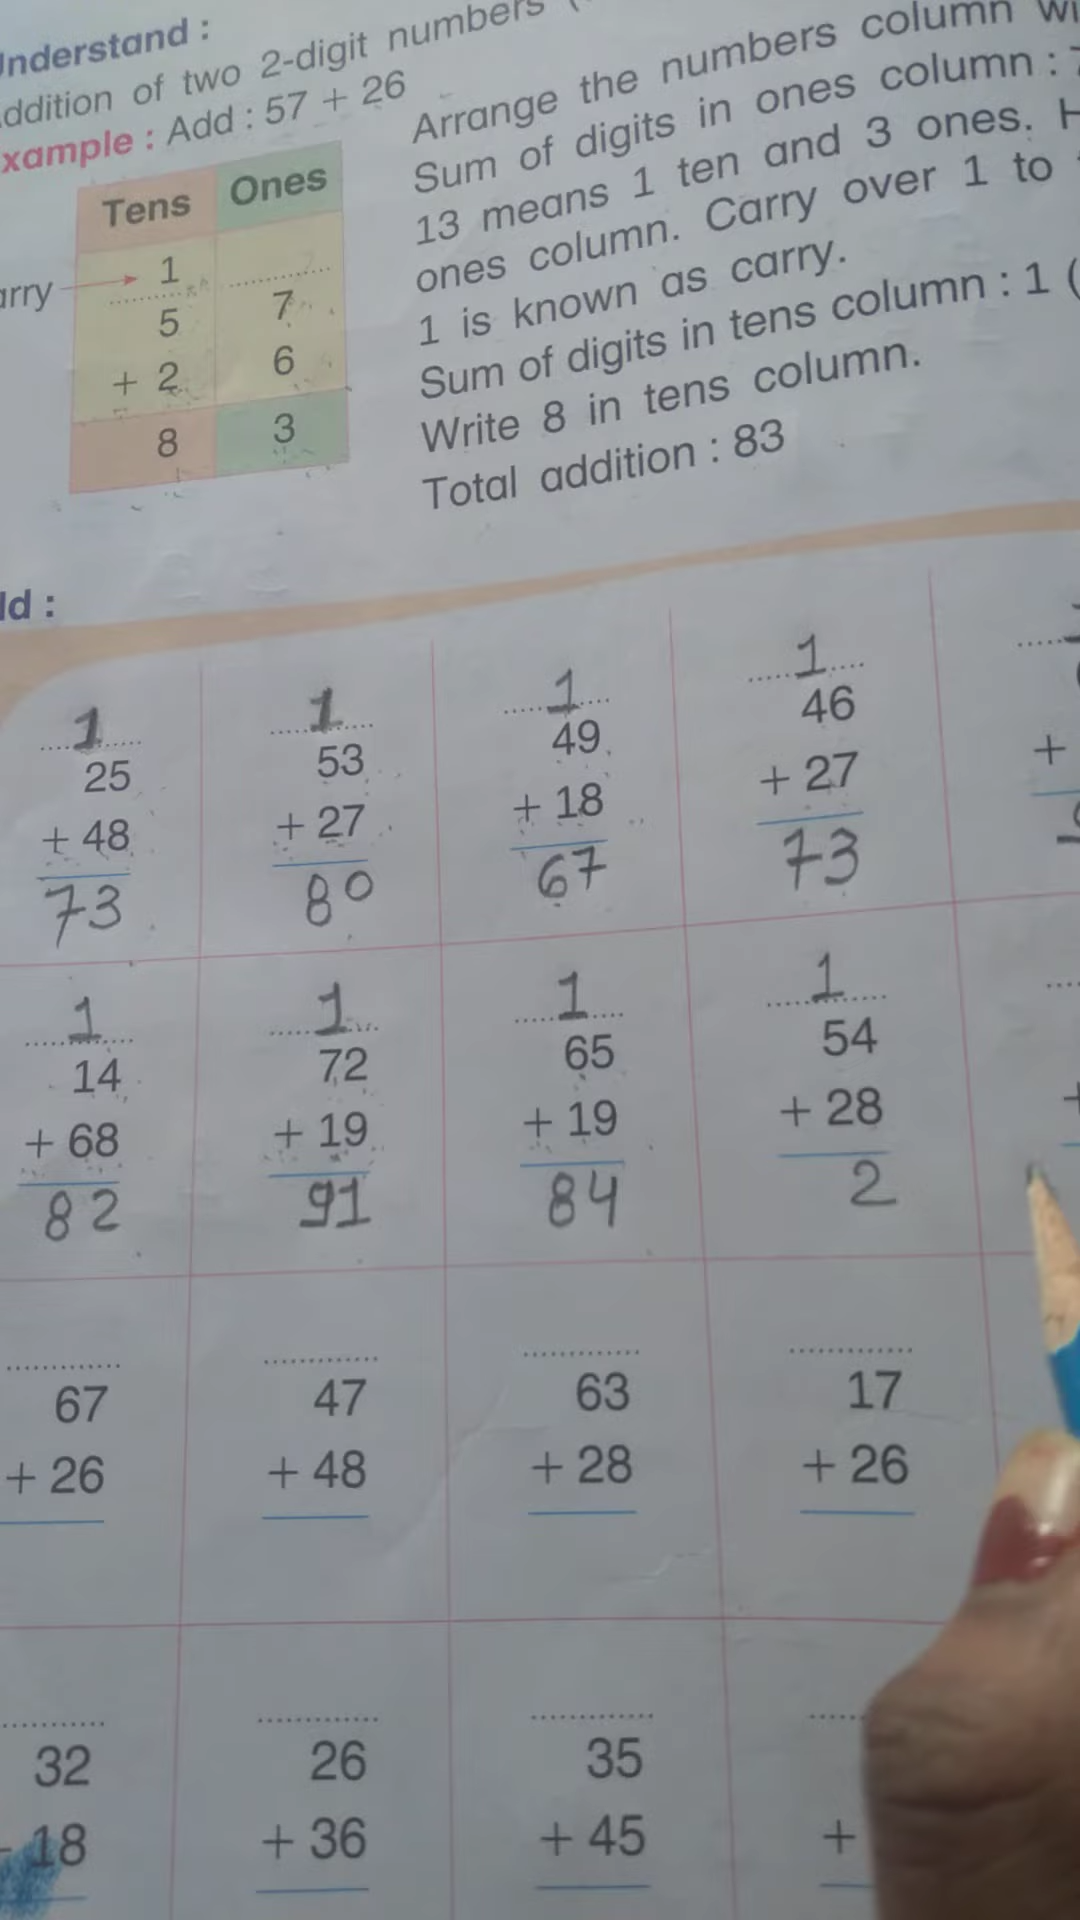 Understand :
Addition of two 2-digit numbers
Example : Add : 57 + 26
Tens Ones
Carry 1
5 7
+ 2 6
8 3
Arrange the numbers column
Sum of digits in ones column :
13 means 1 ten and 3 ones.
ones column. Carry over 1 to
1 is known as carry.
Sum of digits in tens column : 1 (
Write 8 in tens column.
Total addition : 83
ld :
1 1 1 1
25 53 49 46
+ 48 + 27 + 18 + 27 +
73 80 67 73
1 1 1 1
14 72 65 54
+ 68 + 19 + 19 + 28
82 91 84 2
67 47 63 17
+ 26 + 48 + 28 + 26
32 26 35
18 + 36 + 45 +